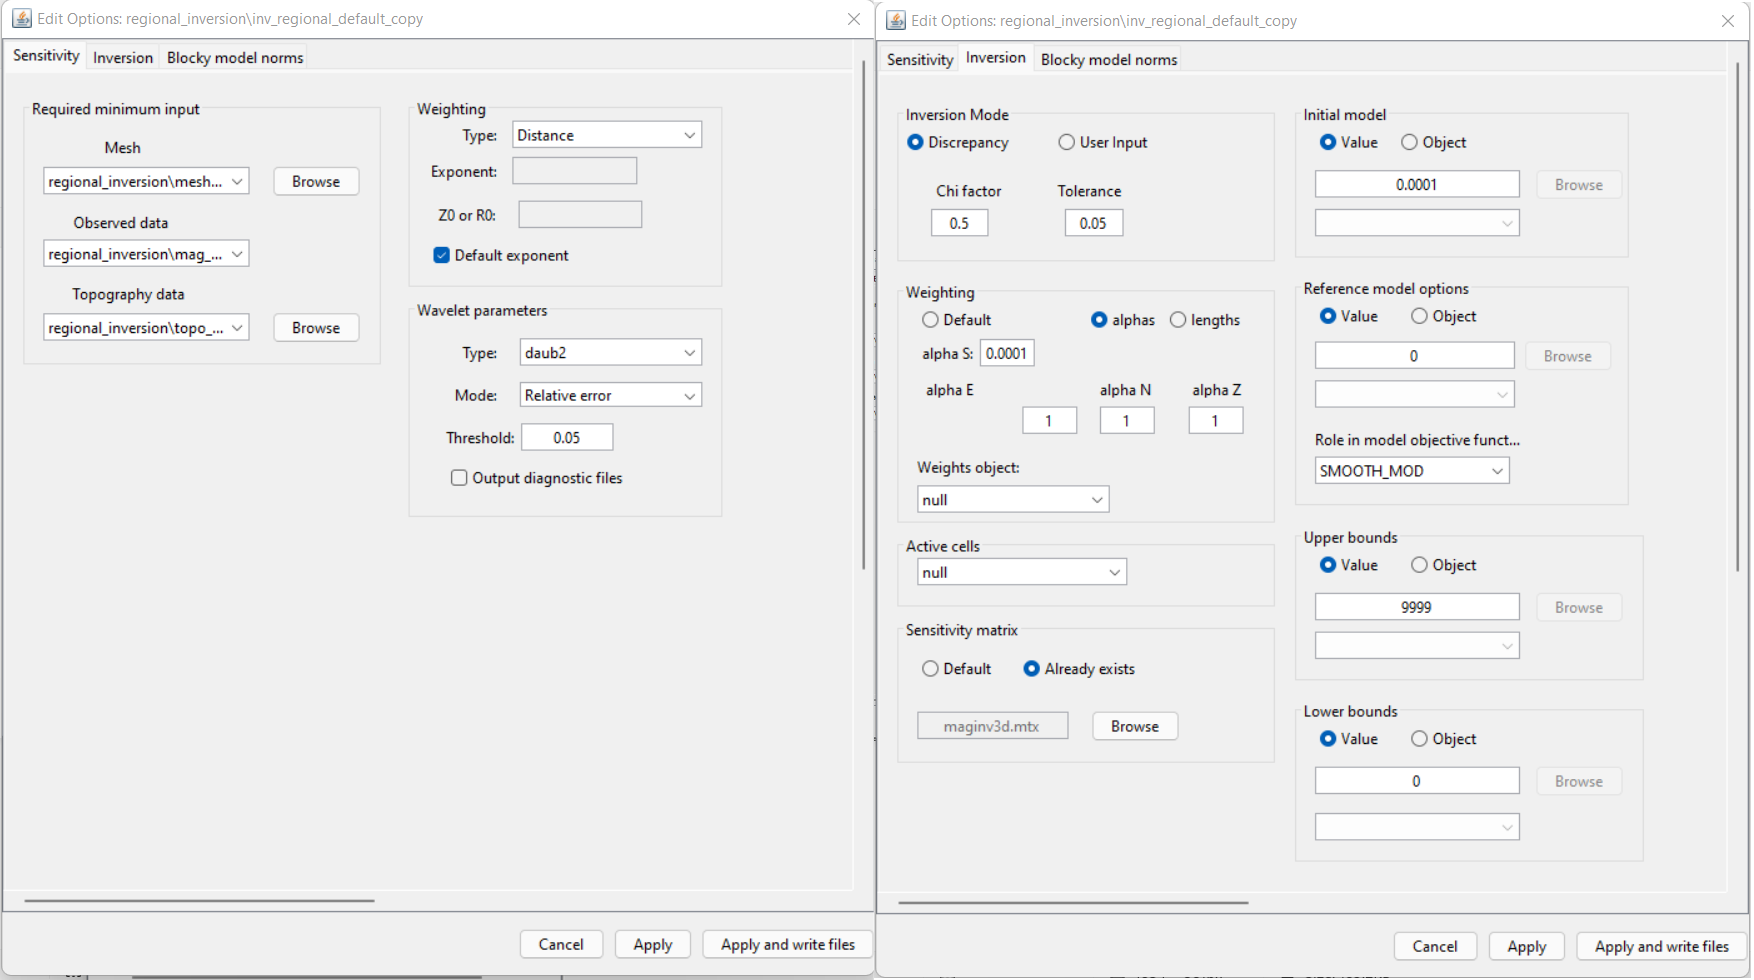 Edit Options: regional_inversion\inv_regional_default_copy
Sensitivity Inversion Blocky model norms
Required minimum input
Mesh
regional_inversion\mesh... Browse
Observed data
regional_inversion\mag_...
Topography data
regional_inversion\topo_... Browse
Weighting
Type: Distance
Exponent:
Z0 or R0:
Default exponent
Wavelet parameters
Type: daub2
Mode: Relative error
Threshold: 0.05
Output diagnostic files
Cancel Apply Apply and write files
Edit Options: regional_inversion\inv_regional_default_copy
Sensitivity Inversion Blocky model norms
Inversion Mode
Discrepancy User Input
Chi factor Tolerance
0.5 0.05
Weighting
Default alphas lengths
alpha S: 0.0001
alpha E alpha N alpha Z
1 1 1
Weights object:
null
Active cells
null
Sensitivity matrix
Default Already exists
maginv3d.mtx Browse
Initial model
Value Object
0.0001 Browse
Reference model options
Value Object
0 Browse
Role in model objective funct...
SMOOTH_MOD
Upper bounds
Value Object
9999 Browse
Lower bounds
Value Object
0 Browse
Cancel Apply Apply and write files